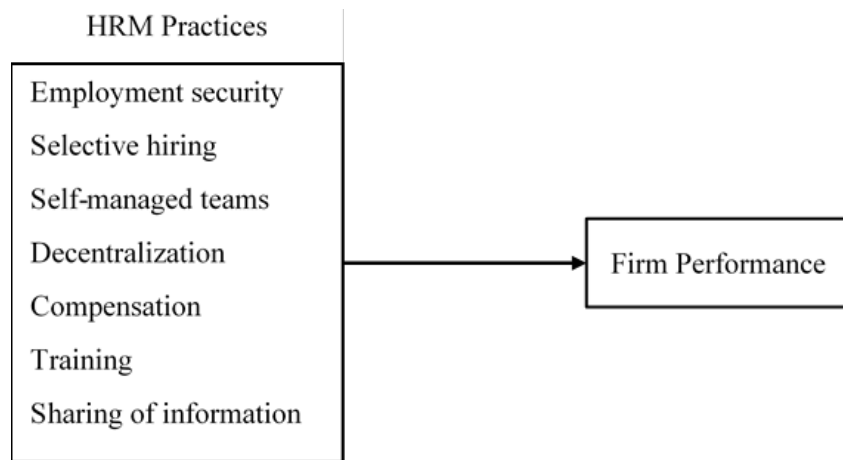 HRM Practices
Employment security
Selective hiring
Self-managed teams
Decentralization
Compensation
Training
Sharing of information
Firm Performance